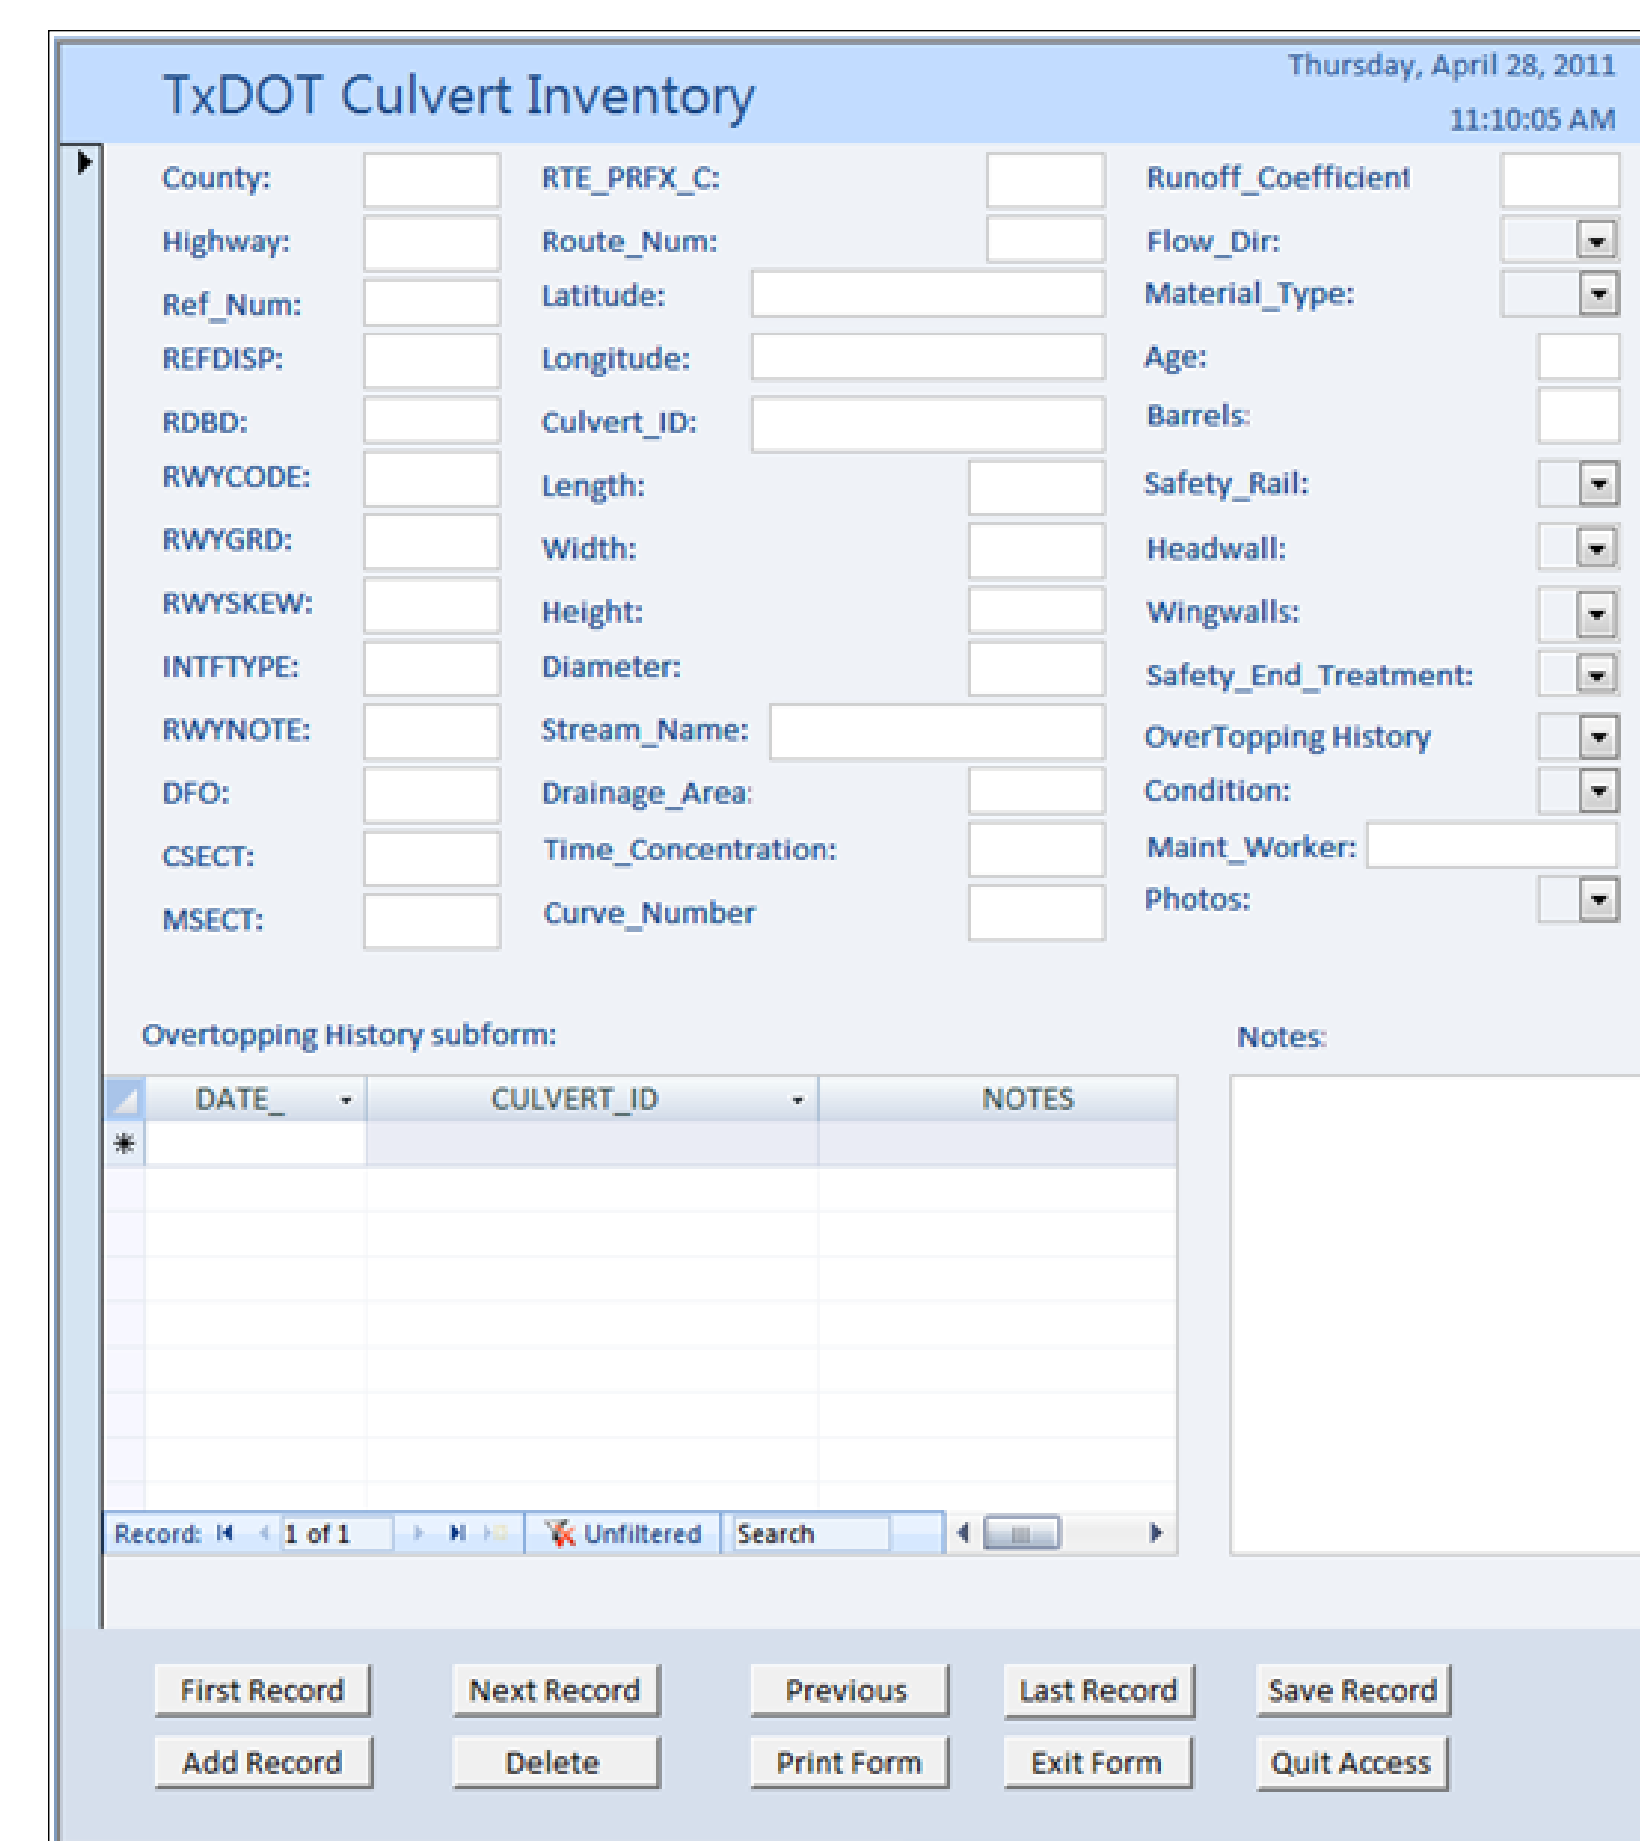 TxDOT Culvert Inventory
Thursday, April 28, 2011
11:10:05 AM
County:
Highway:
Ref_Num:
REFDISP:
RDBD:
RWYCODE:
RWYGRD:
RWYSKEW:
INTFTYPE:
RWYNOTE:
DFO:
CSECT:
MSECT:
RTE_PRFX_C:
Route_Num:
Latitude:
Longitude:
Culvert_ID:
Length:
Width:
Height:
Diameter:
Stream_Name:
Drainage_Area:
Time_Concentration:
Curve_Number
Runoff_Coefficient
Flow_Dir:
Material_Type:
Age:
Barrels:
Safety_Rail:
Headwall:
Wingwalls:
Safety_End_Treatment:
OverTopping History
Condition:
Maint_Worker:
Photos:
Overtopping History subform:
DATE_ CULVERT_ID NOTES
Record: 1 of 1 Unfiltered Search
Notes:
First Record Next Record Previous Last Record Save Record
Add Record Delete Print Form Exit Form Quit Access